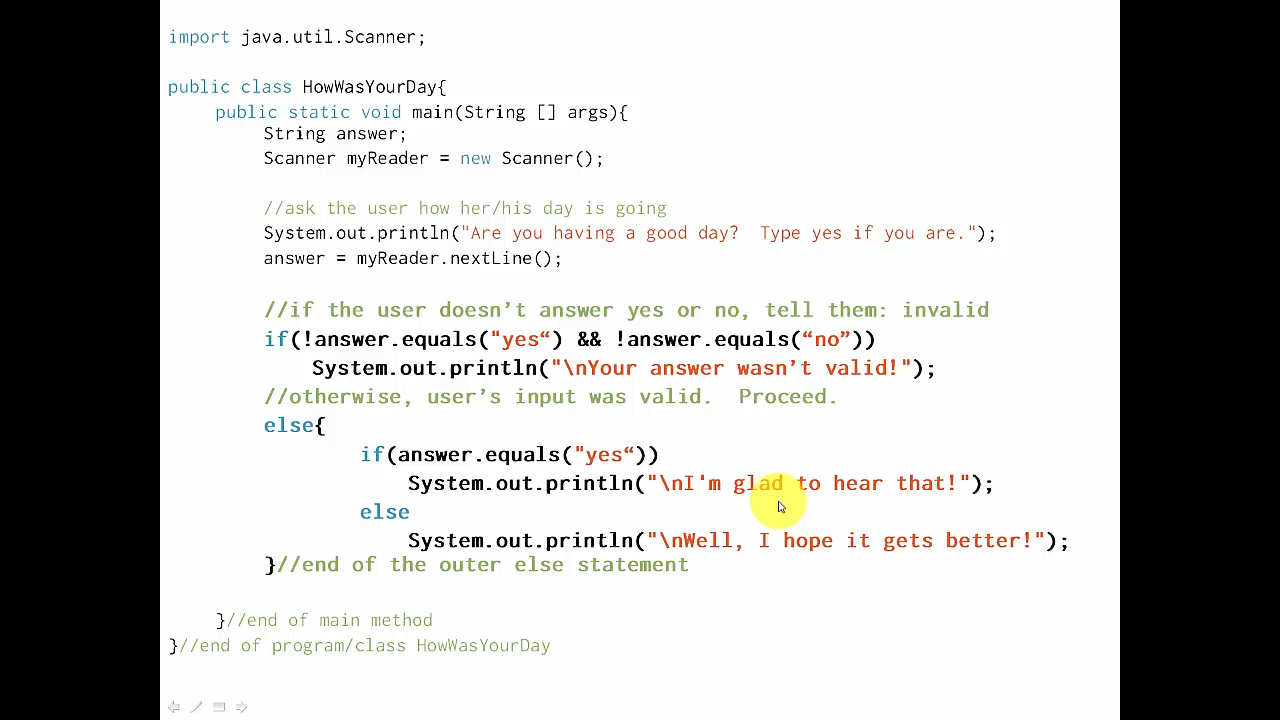 import java.util.Scanner;
public class HowWasYourDay{
public static void main(String [] args){
String answer;
Scanner myReader = new Scanner();
//ask the user how her/his day is going
System.out.println("Are you having a good day?  Type yes if you are.");
answer = myReader.nextLine();
//if the user doesn’t answer yes or no, tell them: invalid
if(!answer.equals("yes“) && !answer.equals(“no”))
System.out.println("\nYour answer wasn’t valid!");
//otherwise, user’s input was valid.  Proceed.
else{
if(answer.equals("yes“))
System.out.println("\nI'm glad to hear that!");
else
System.out.println("\nWell, I hope it gets better!");
}//end of the outer else statement
}//end of main method
}//end of program/class HowWasYourDay